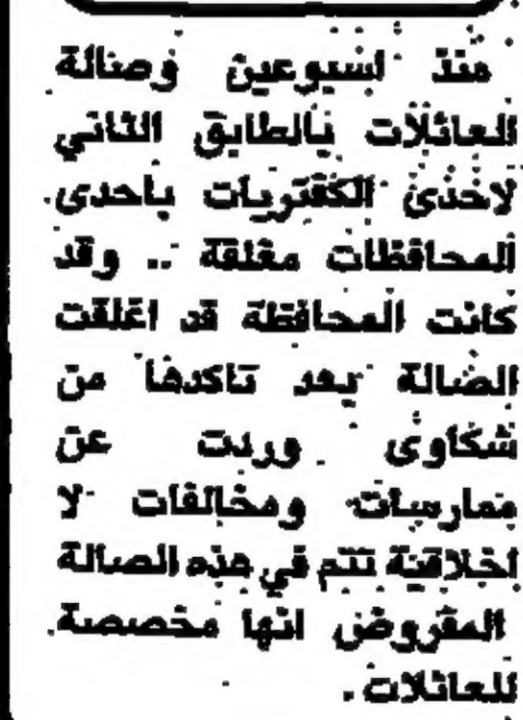 منذ اسبوعين وصالة
العائلات بالطابق الثاني
لاحدى الكفتريات باحدى
المحافظات مغلقة .. وقد
كانت المحافظة قد اغلقت
الصالة بعد تاكدها من
شكاوى وردت عن
ممارسات ومخالفات لا
اخلاقية تتم في هذه الصالة
المفروض انها مخصصة
للعائلات .